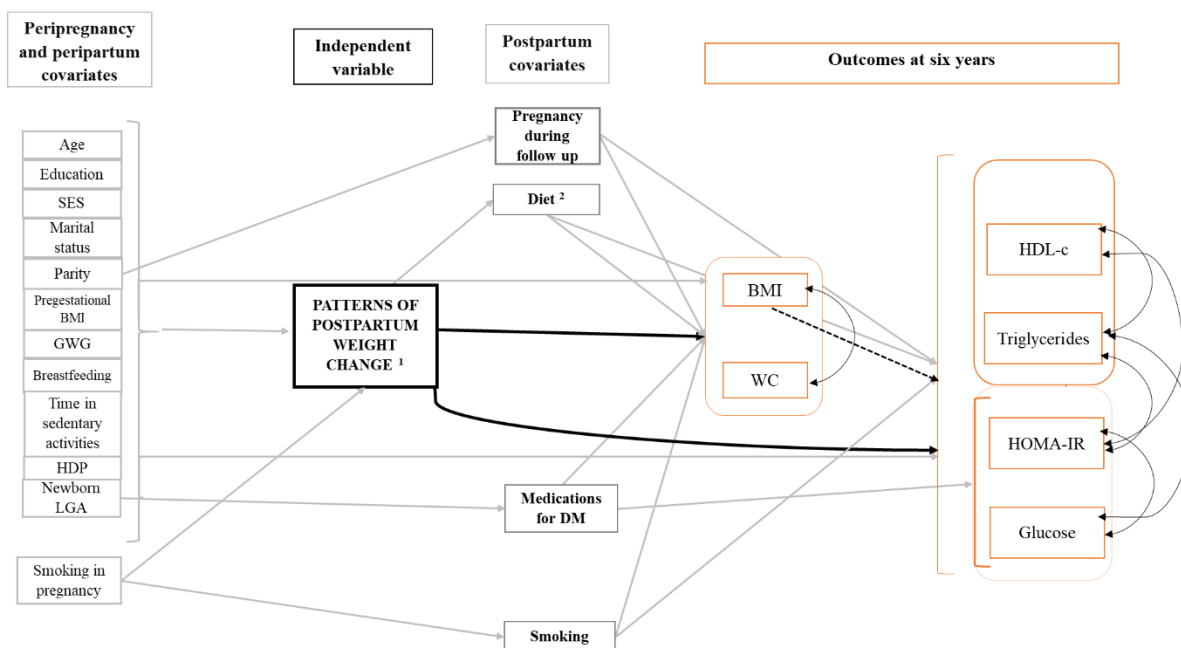 Peripregnancy
and peripartum
covariates
Independent
variable
Postpartum
covariates
Outcomes at six years
Age
Education
SES
Marital
status
Parity
Pregestational
BMI
GWG
Breastfeeding
Time in
sedentary
activities
HDP
Newborn
LGA
Smoking in
pregnancy
PATTERNS OF
POSTPARTUM
WEIGHT
CHANGE ¹
Pregnancy
during
follow up
Diet ²
Medications
for DM
Smoking
BMI
WC
HDL-c
Triglycerides
HOMA-IR
Glucose